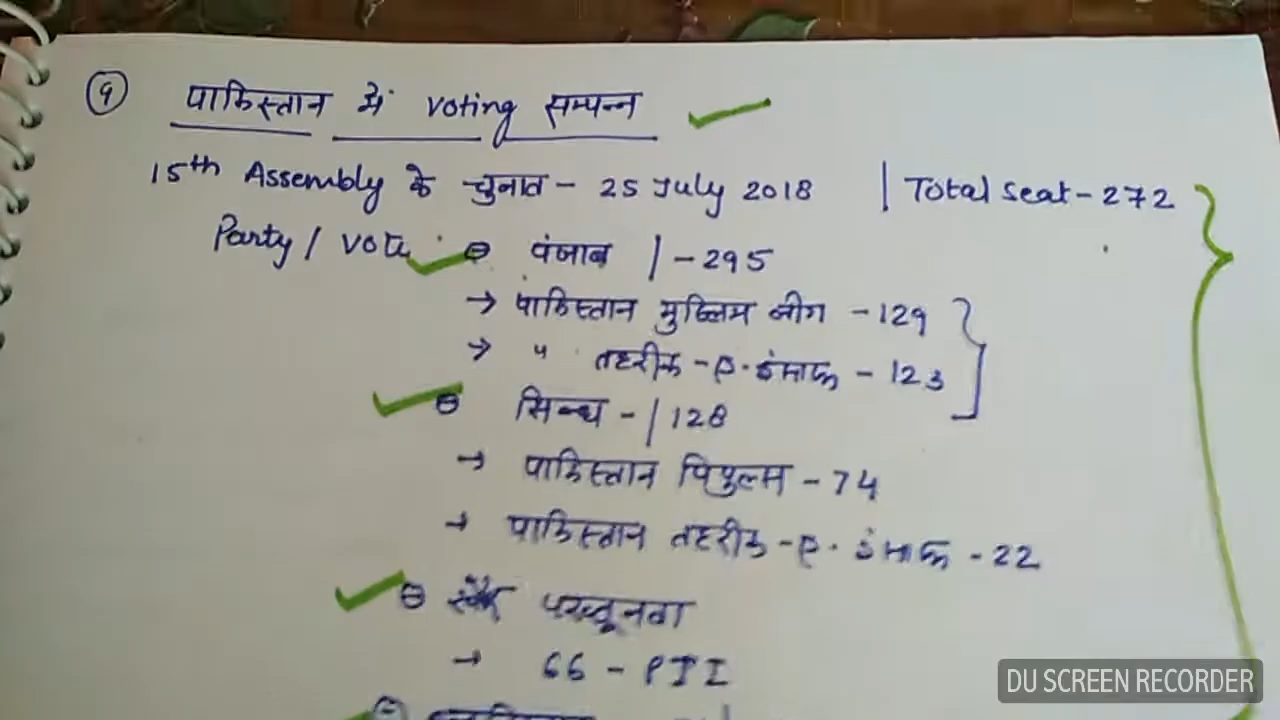 9 पाकिस्तान में voting सम्पन्न
15th Assembly के चुनाव - 25 July 2018 | Total seat - 272
Party / Vote ⊖ पंजाब | - 295
→ पाकिस्तान मुस्लिम लीग - 129
→ " तहरीक - ए - इंसाफ - 123
⊖ सिन्ध - | 128
→ पाकिस्तान पिपुल्स - 74
→ पाकिस्तान तहरीक - ए - इंसाफ - 22
⊖ पख्तूनवा
→ 66 - PTI
DU SCREEN RECORDER